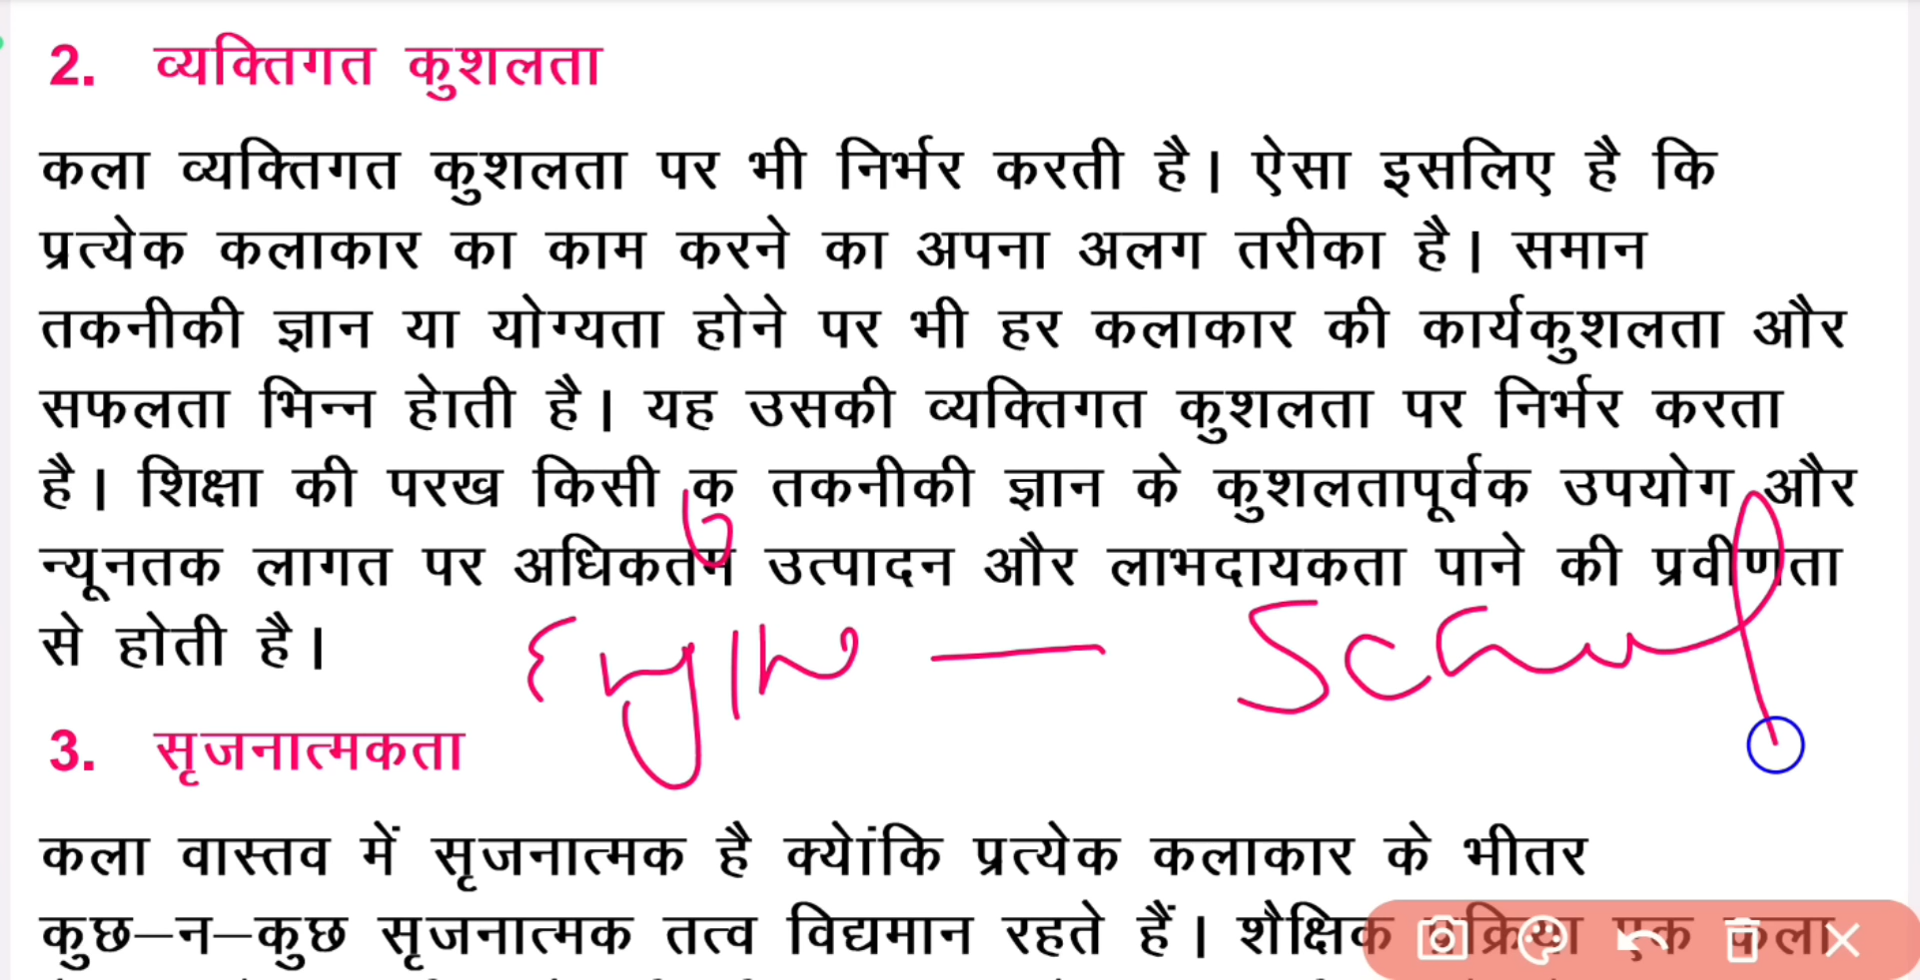 2. व्यक्तिगत कुशलता
कला व्यक्तिगत कुशलता पर भी निर्भर करती है। ऐसा इसलिए है कि
प्रत्येक कलाकार का काम करने का अपना अलग तरीका है। समान
तकनीकी ज्ञान या योग्यता होने पर भी हर कलाकार की कार्यकुशलता और
सफलता भिन्न होती है। यह उसकी व्यक्तिगत कुशलता पर निर्भर करता
है। शिक्षा की परख किसी क तकनीकी ज्ञान के कुशलतापूर्वक उपयोग और
न्यूनतक लागत पर अधिकतम उत्पादन और लाभदायकता पाने की प्रवीणता
से होती है।
3. सृजनात्मकता
कला वास्तव में सृजनात्मक है क्योंकि प्रत्येक कलाकार के भीतर
कुछ–न–कुछ सृजनात्मक तत्व विद्यमान रहते हैं। शैक्षिक प्रक्रिया एक कला